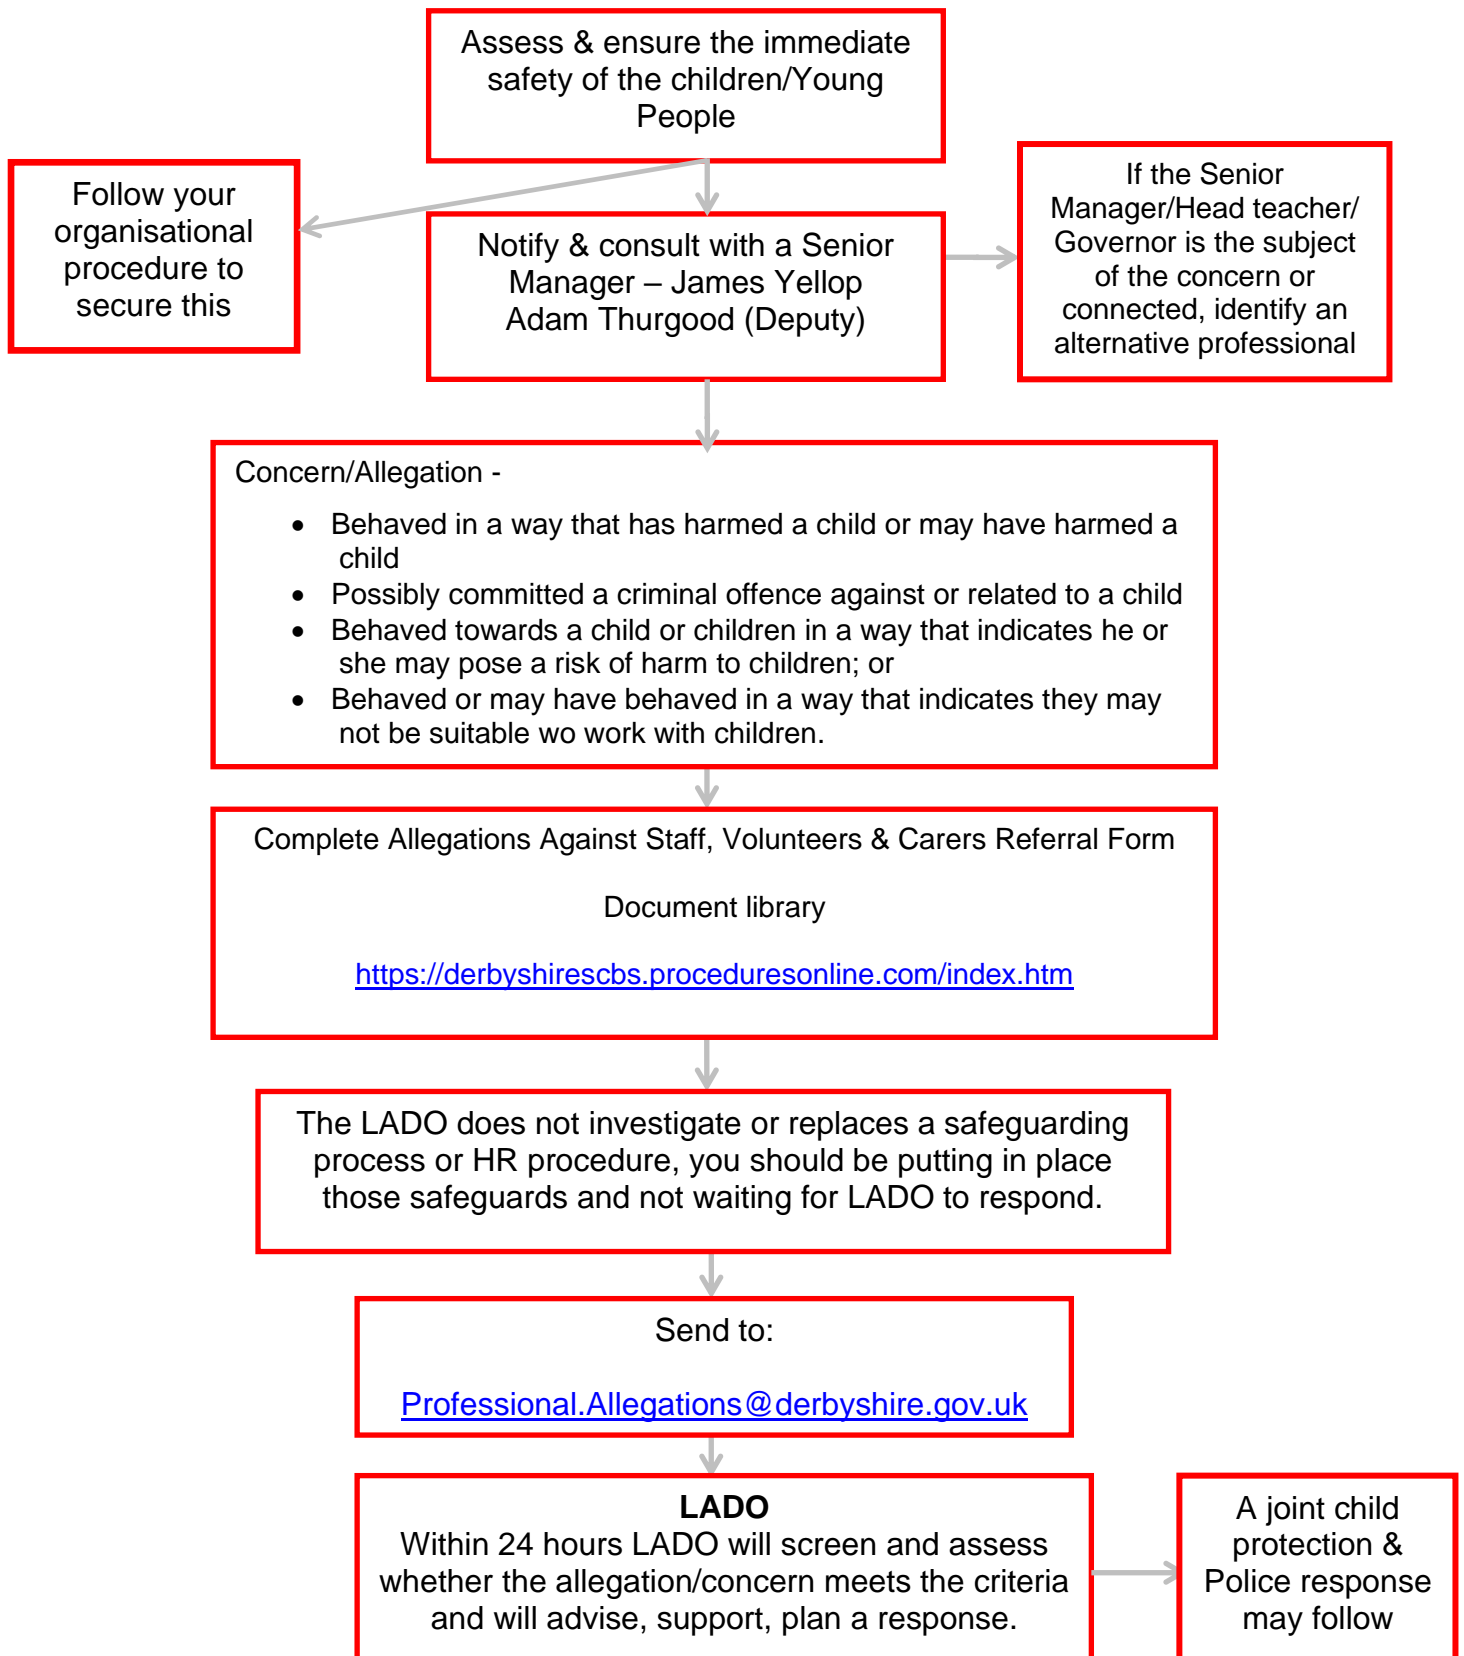 Assess & ensure the immediate
safety of the children/Young
People
Follow your
organisational
procedure to
secure this
Notify & consult with a Senior
Manager – James Yellop
Adam Thurgood (Deputy)
If the Senior
Manager/Head teacher/
Governor is the subject
of the concern or
connected, identify an
alternative professional
Concern/Allegation -
• Behaved in a way that has harmed a child or may have harmed a
child
• Possibly committed a criminal offence against or related to a child
• Behaved towards a child or children in a way that indicates he or
she may pose a risk of harm to children; or
• Behaved or may have behaved in a way that indicates they may
not be suitable wo work with children.
Complete Allegations Against Staff, Volunteers & Carers Referral Form
Document library
https://derbyshirescbs.proceduresonline.com/index.htm
The LADO does not investigate or replaces a safeguarding
process or HR procedure, you should be putting in place
those safeguards and not waiting for LADO to respond.
Send to:
Professional.Allegations@derbyshire.gov.uk
LADO
Within 24 hours LADO will screen and assess
whether the allegation/concern meets the criteria
and will advise, support, plan a response.
A joint child
protection &
Police response
may follow